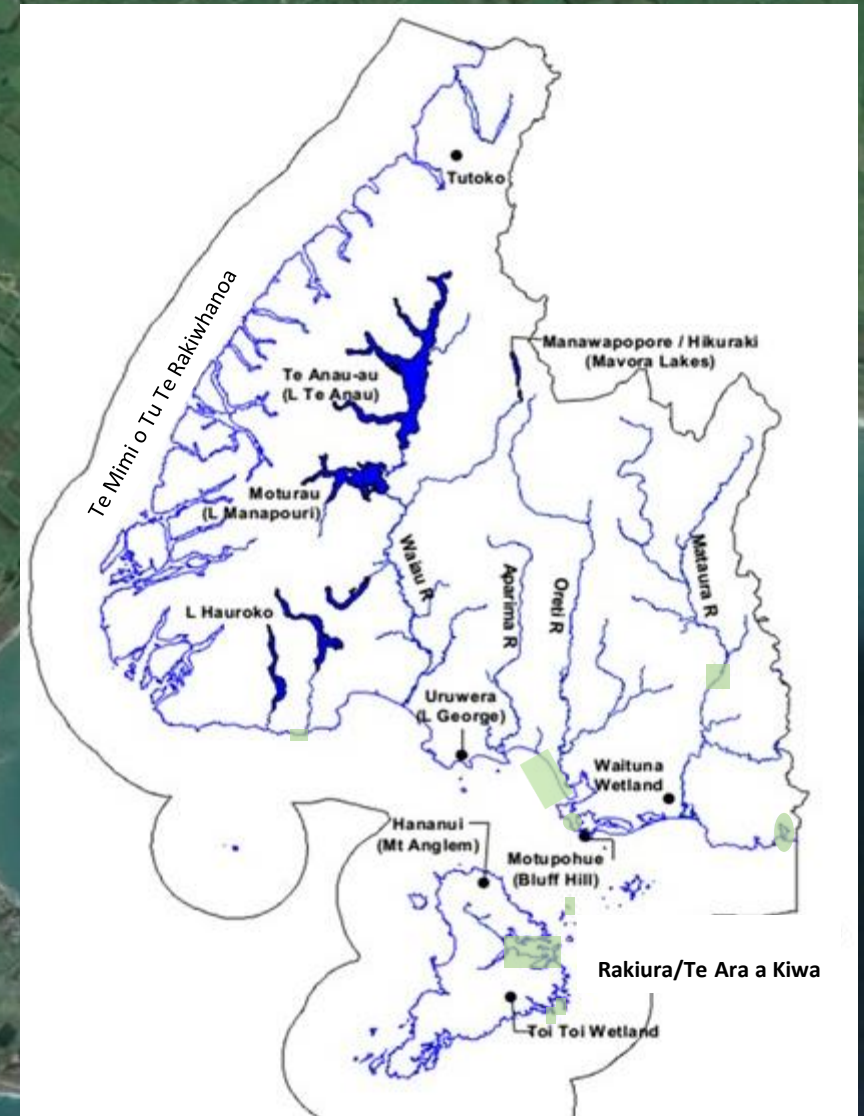 Tutoko
Te Mimi o Tu Te Rakiwhanoa
Manawapopore / Hikuraki
(Mavora Lakes)
Te Anau-au
(L Te Anau)
Moturau
(L Manapouri)
Waiau R
Aparima R
Oreti R
Mataura R
L Hauroko
Uruwera
(L George)
Waituna
Wetland
Hananui
(Mt Anglem)
Motupohue
(Bluff Hill)
Rakiura/Te Ara a Kiwa
Toi Toi Wetland